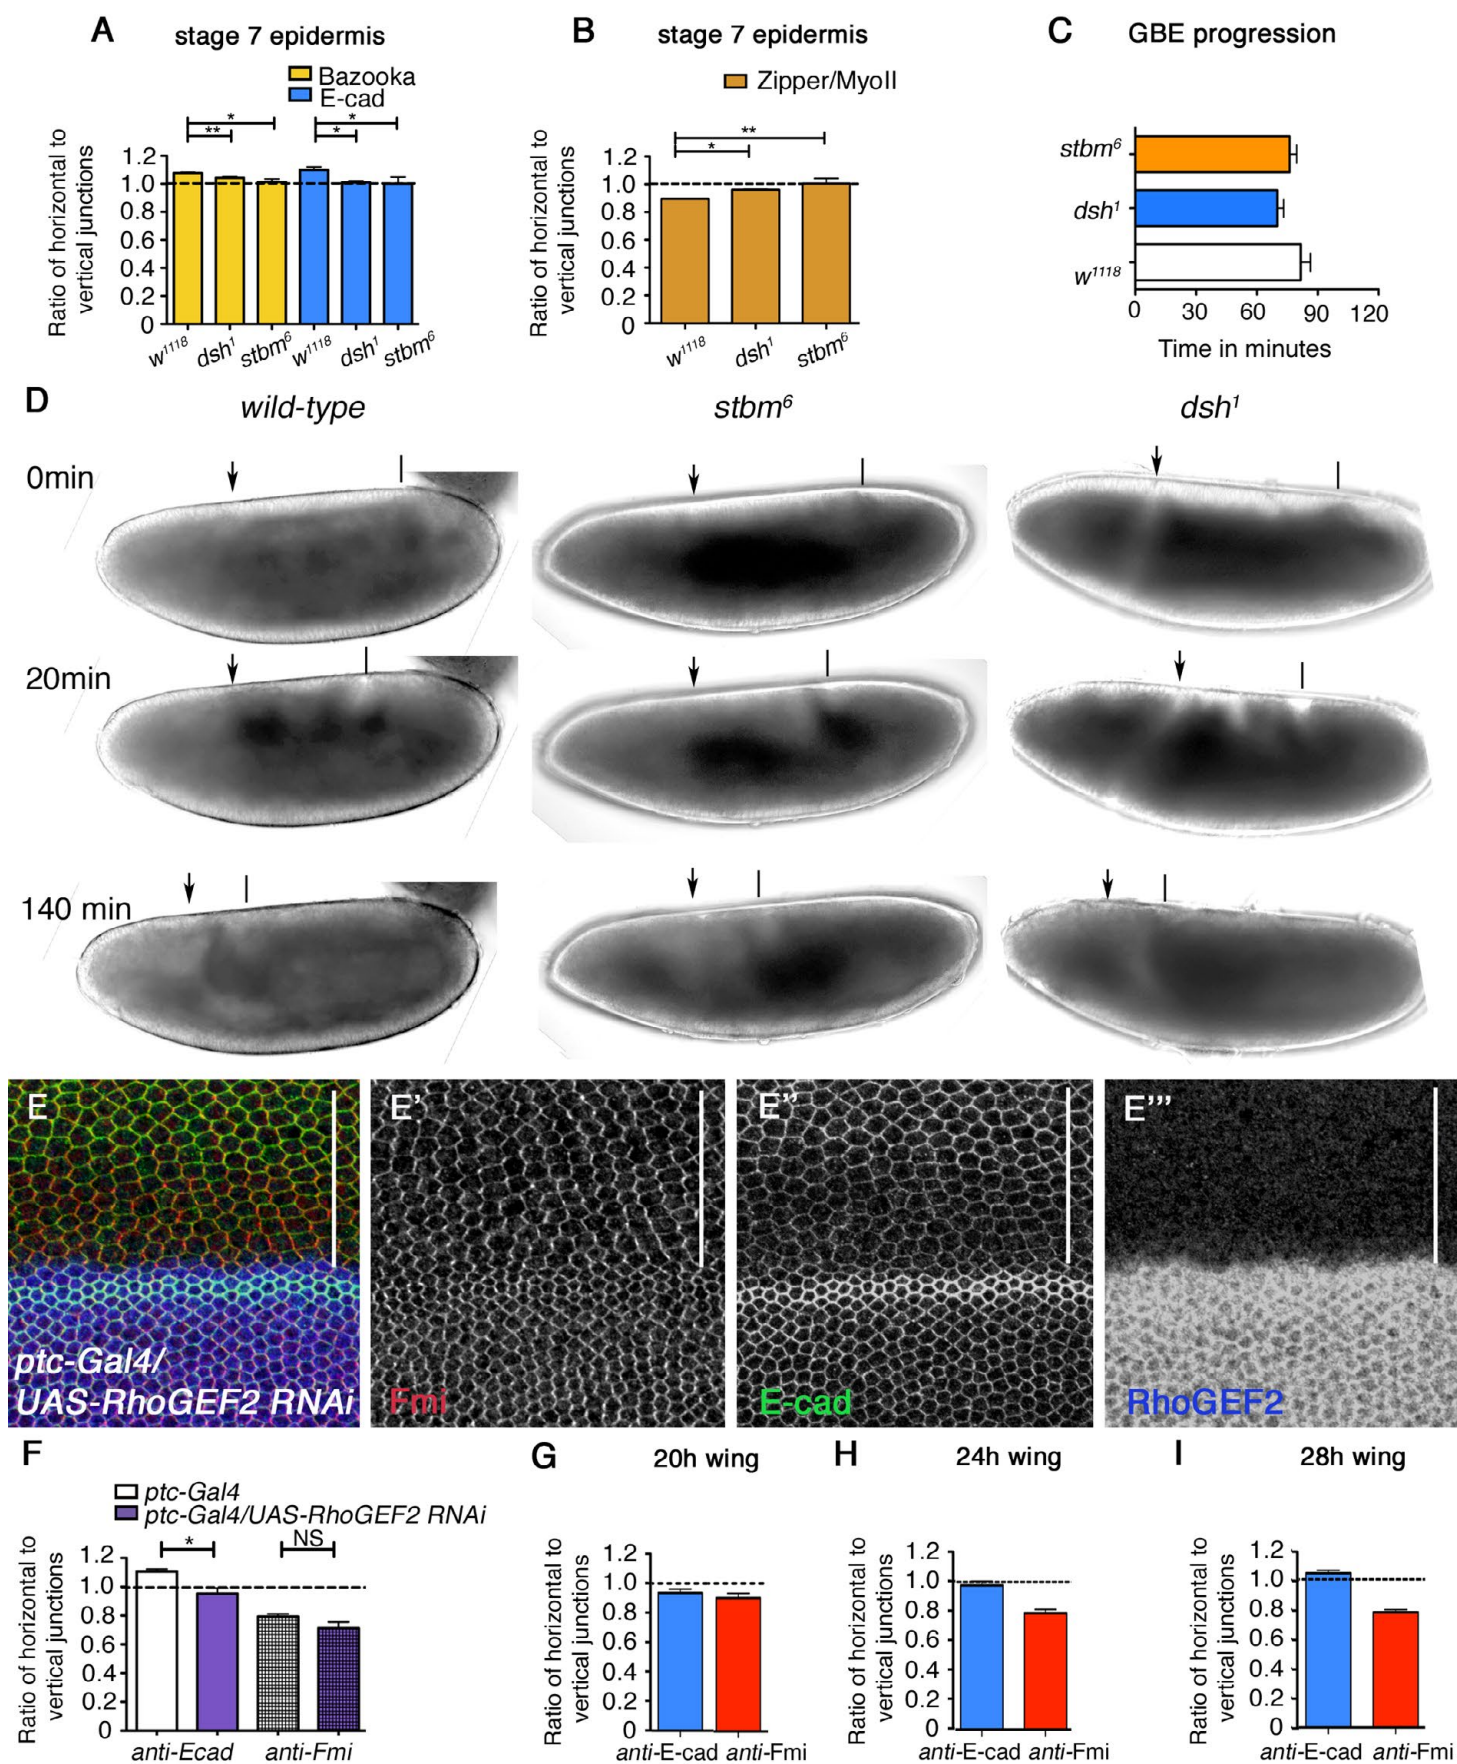 A stage 7 epidermis
Bazooka
E-cad
* **
* *
Ratio of horizontal to
vertical junctions
1.2
1.0
0.8
0.6
0.4
0.2
0
w1118 dsh1 stbm6 w1118 dsh1 stbm6
B stage 7 epidermis
Zipper/MyoII
**
*
Ratio of horizontal to
vertical junctions
1.2
1.0
0.8
0.6
0.4
0.2
0
w1118 dsh1 stbm6
C GBE progression
stbm6
dsh1
w1118
0 30 60 90 120
Time in minutes
D wild-type stbm6 dsh1
0min
20min
140 min
E
ptc-Gal4/
UAS-RhoGEF2 RNAi
E'
Fmi
E''
E-cad
E'''
RhoGEF2
F
ptc-Gal4
ptc-Gal4/UAS-RhoGEF2 RNAi
* NS
Ratio of horizontal to
vertical junctions
1.2
1.0
0.8
0.6
0.4
0.2
0
anti-Ecad anti-Fmi
G 20h wing
Ratio of horizontal to
vertical junctions
1.2
1.0
0.8
0.6
0.4
0.2
0
anti-E-cad anti-Fmi
H 24h wing
Ratio of horizontal to
vertical junctions
1.2
1.0
0.8
0.6
0.4
0.2
0
anti-E-cad anti-Fmi
I 28h wing
Ratio of horizontal to
vertical junctions
1.2
1.0
0.8
0.6
0.4
0.2
0
anti-E-cad anti-Fmi